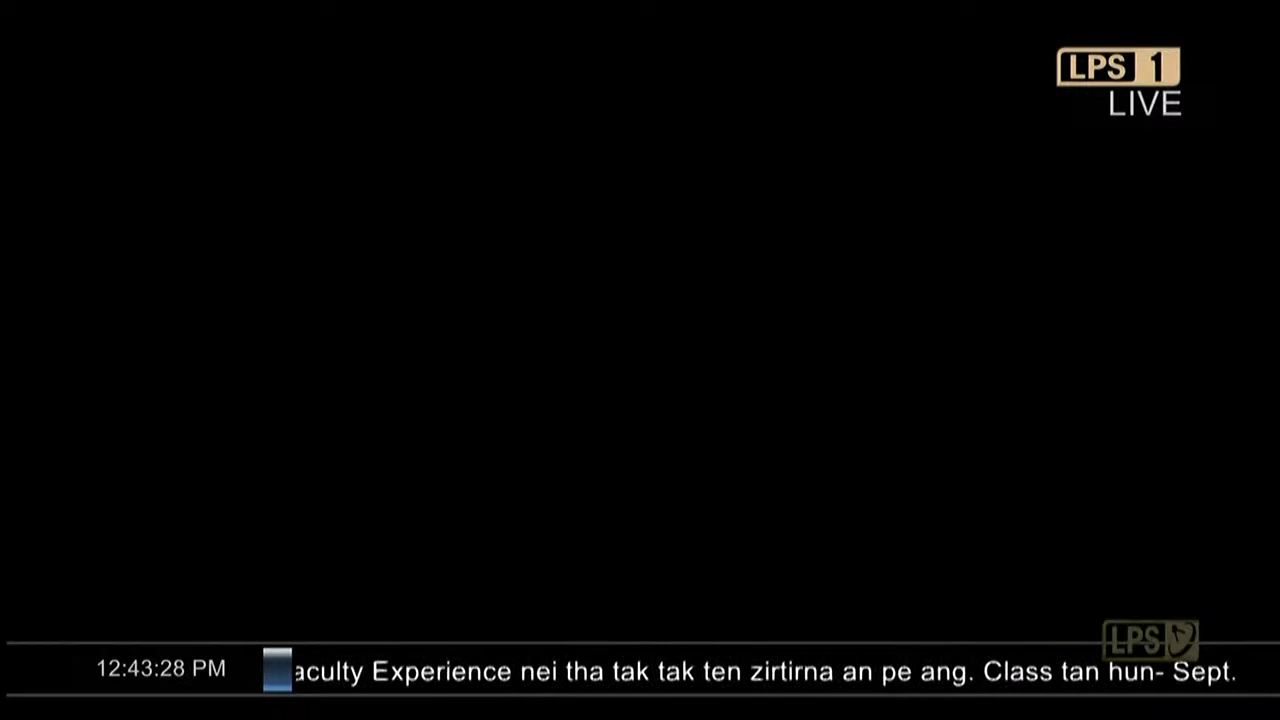 LPS 1
LIVE
LPS
12:43:28 PM
aculty Experience nei tha tak tak ten zirtirna an pe ang. Class tan hun- Sept.